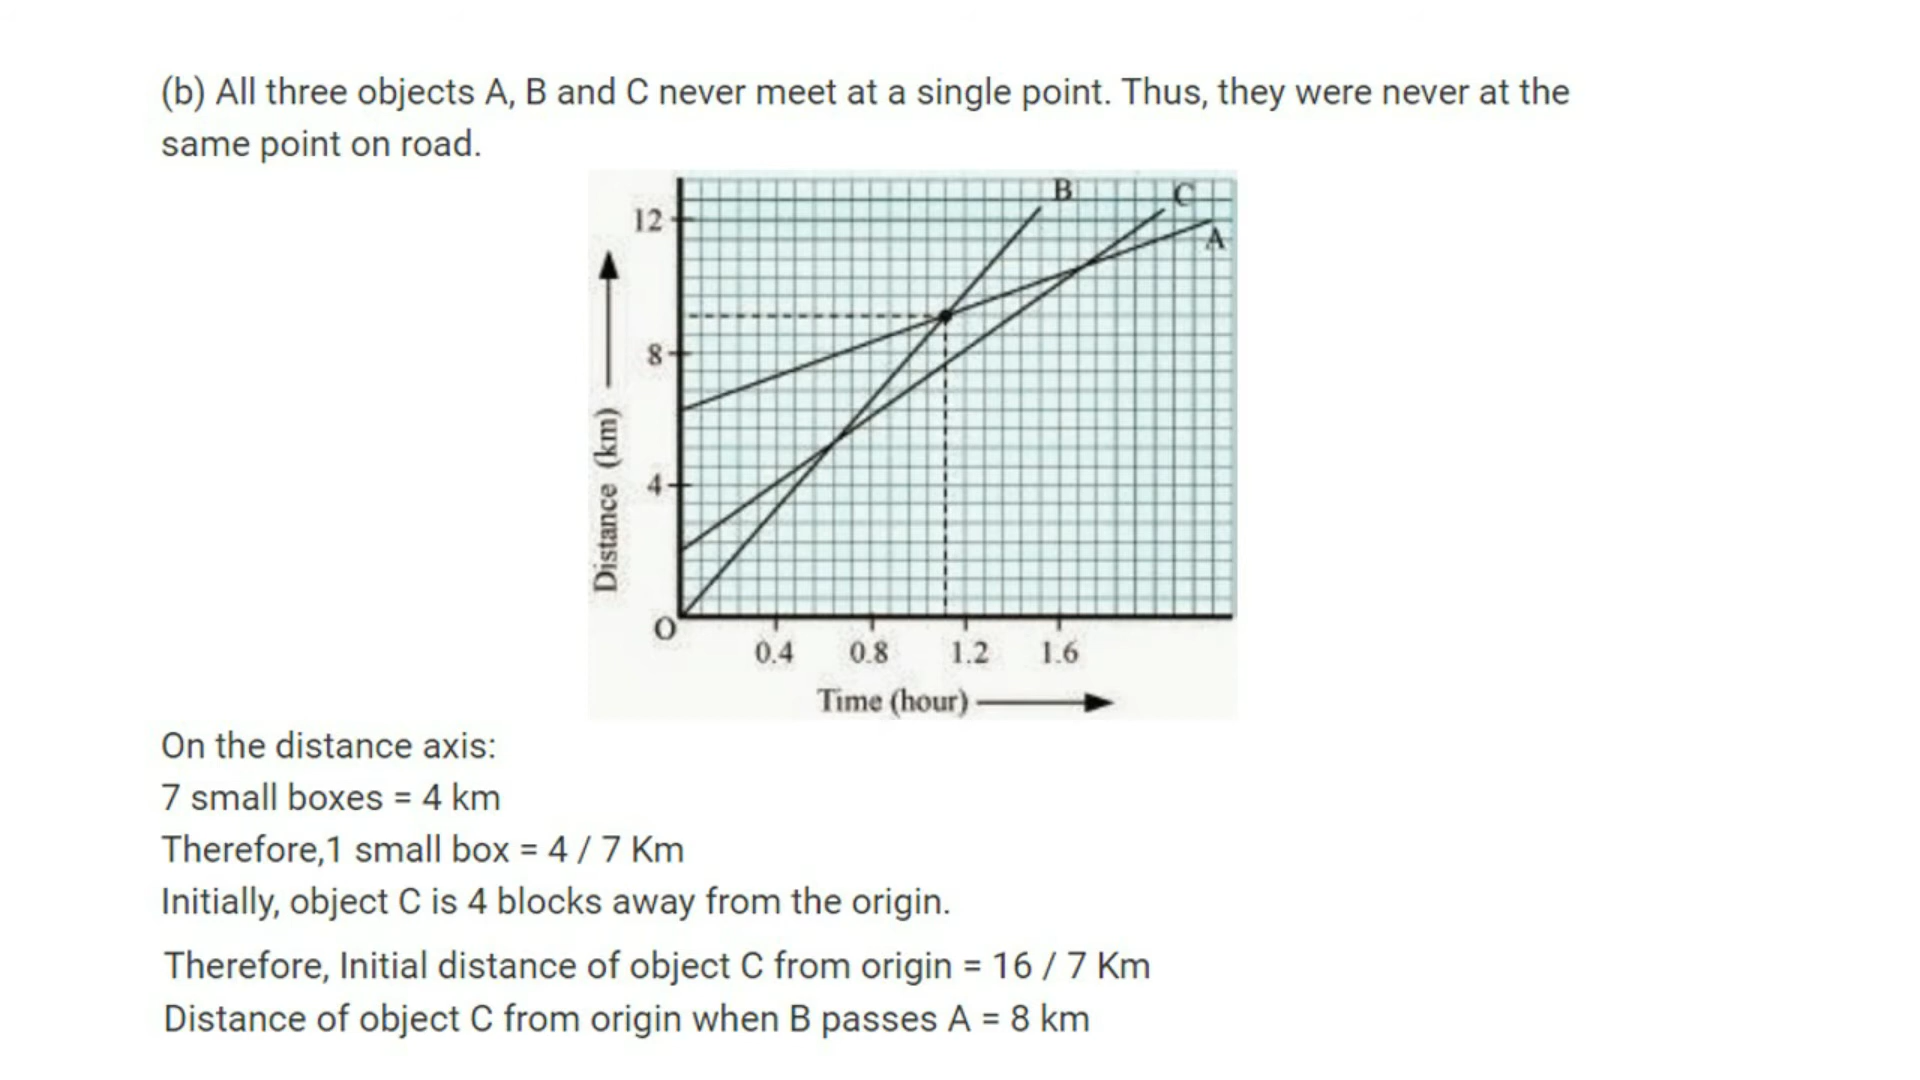 (b) All three objects A, B and C never meet at a single point. Thus, they were never at the
same point on road.
B
C
12
A
8
Distance (km)
4
O
0.4 0.8 1.2 1.6
Time (hour)
On the distance axis:
7 small boxes = 4 km
Therefore,1 small box = 4 / 7 Km
Initially, object C is 4 blocks away from the origin.
Therefore, Initial distance of object C from origin = 16 / 7 Km
Distance of object C from origin when B passes A = 8 km